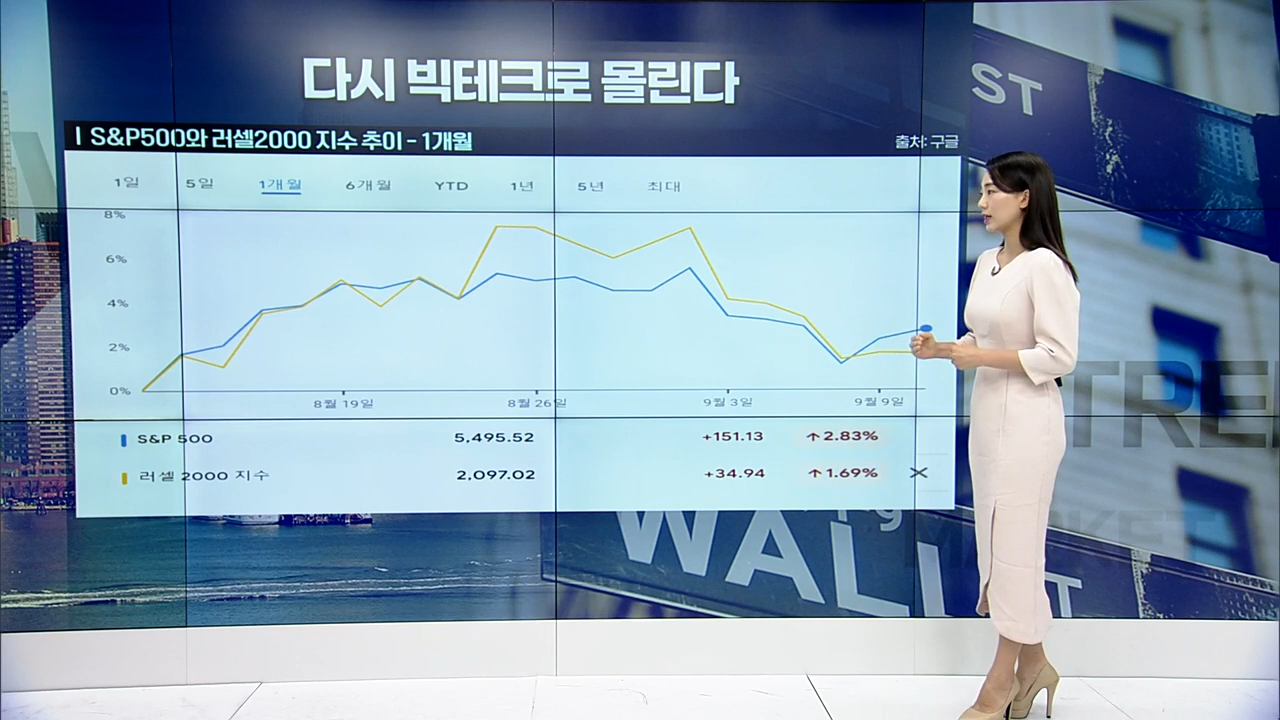 다시 빅테크로 몰린다
S&P500와 러셀2000 지수 추이 - 1개월
출처: 구글
1일 5일 1개월 6개월 YTD 1년 5년 최대
8%
6%
4%
2%
0%
8월 19일 8월 26일 9월 3일 9월 9일
S&P 500 5,495.52 +151.13 ↑2.83%
러셀 2000 지수 2,097.02 +34.94 ↑1.69%
ST
TRE
WALL